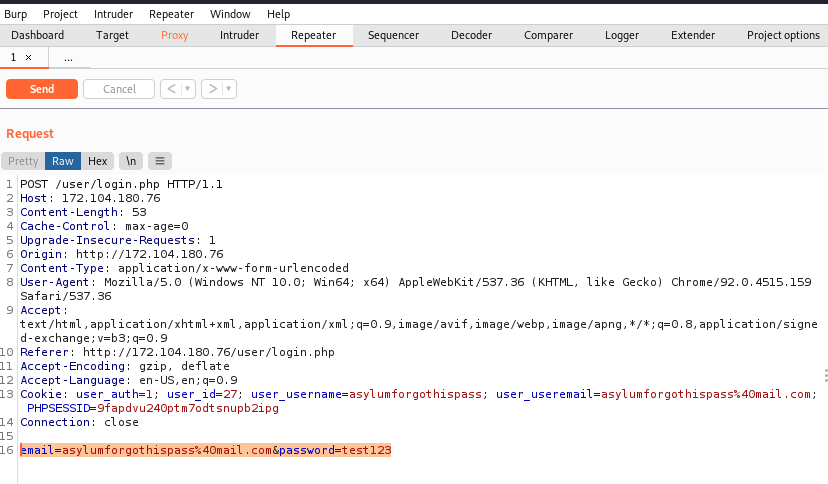 Burp Project Intruder Repeater Window Help
Dashboard Target Proxy Intruder Repeater Sequencer Decoder Comparer Logger Extender Project options
1 × ...
Send Cancel < ▼ > ▼
Request
Pretty Raw Hex \n ≡
1 POST /user/login.php HTTP/1.1
2 Host: 172.104.180.76
3 Content-Length: 53
4 Cache-Control: max-age=0
5 Upgrade-Insecure-Requests: 1
6 Origin: http://172.104.180.76
7 Content-Type: application/x-www-form-urlencoded
8 User-Agent: Mozilla/5.0 (Windows NT 10.0; Win64; x64) AppleWebKit/537.36 (KHTML, like Gecko) Chrome/92.0.4515.159
Safari/537.36
9 Accept:
text/html,application/xhtml+xml,application/xml;q=0.9,image/avif,image/webp,image/apng,*/*;q=0.8,application/signe
d-exchange;v=b3;q=0.9
10 Referer: http://172.104.180.76/user/login.php
11 Accept-Encoding: gzip, deflate
12 Accept-Language: en-US,en;q=0.9
13 Cookie: user_auth=1; user_id=27; user_username=asylumforgothispass; user_useremail=asylumforgothispass%40mail.com;
PHPSESSID=9fapdvu240ptm7odtsnupb2ipg
14 Connection: close
15
16 email=asylumforgothispass%40mail.com&password=test123